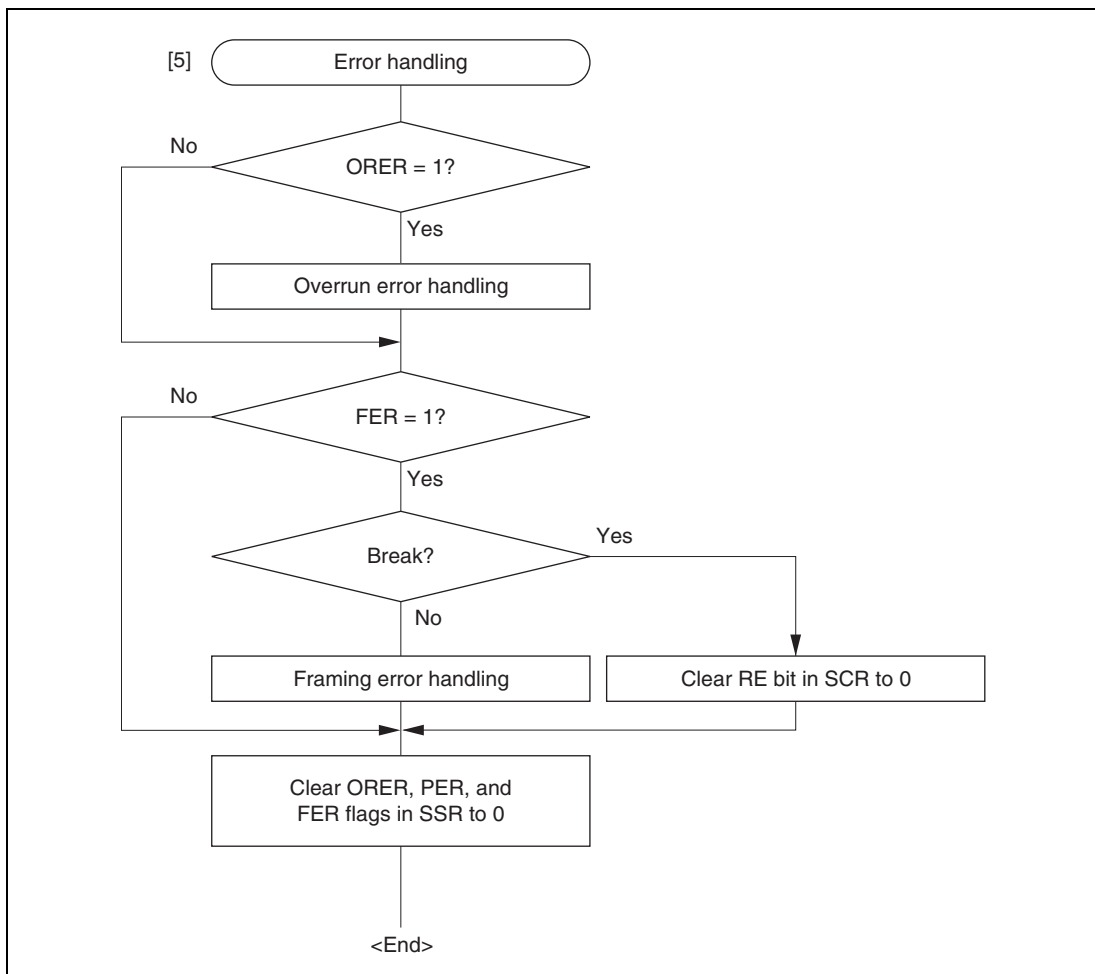 [5] Error handling
No
ORER = 1?
Yes
Overrun error handling
No
FER = 1?
Yes
Break?
Yes
No
Framing error handling
Clear RE bit in SCR to 0
Clear ORER, PER, and
FER flags in SSR to 0
<End>